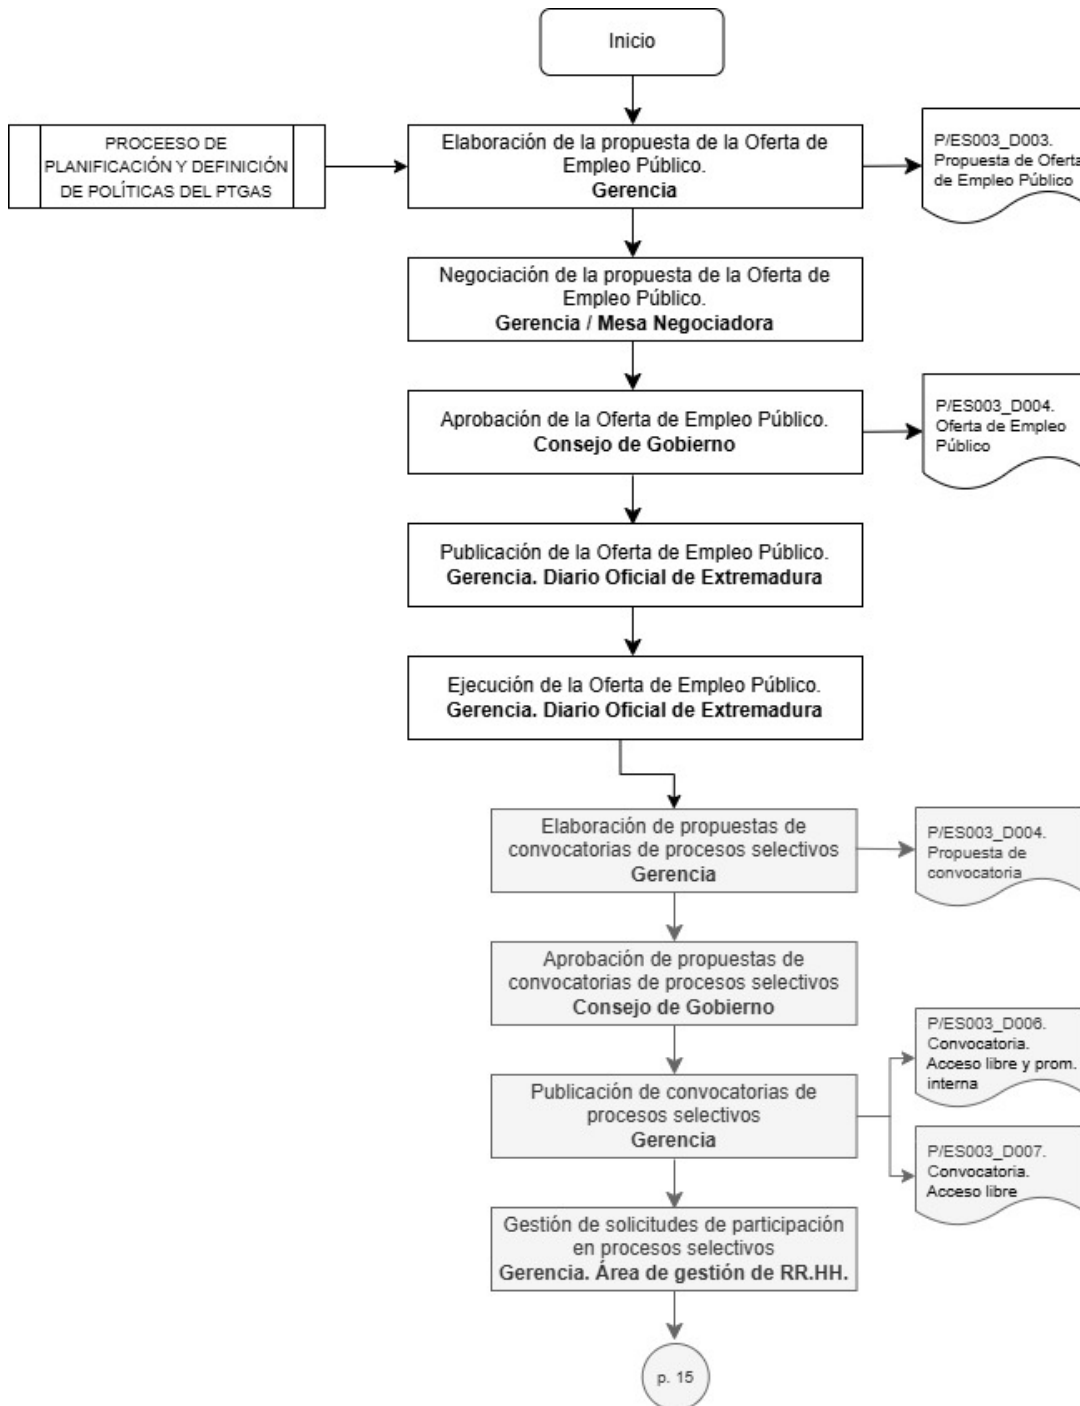 Inicio
PROCEESO DE
PLANIFICACIÓN Y DEFINICIÓN
DE POLÍTICAS DEL PTGAS
Elaboración de la propuesta de la Oferta de
Empleo Público.
Gerencia
P/ES003_D003.
Propuesta de Oferta
de Empleo Público
Negociación de la propuesta de la Oferta de
Empleo Público.
Gerencia / Mesa Negociadora
Aprobación de la Oferta de Empleo Público.
Consejo de Gobierno
P/ES003_D004.
Oferta de Empleo
Público
Publicación de la Oferta de Empleo Público.
Gerencia. Diario Oficial de Extremadura
Ejecución de la Oferta de Empleo Público.
Gerencia. Diario Oficial de Extremadura
Elaboración de propuestas de
convocatorias de procesos selectivos
Gerencia
P/ES003_D004.
Propuesta de
convocatoria
Aprobación de propuestas de
convocatorias de procesos selectivos
Consejo de Gobierno
Publicación de convocatorias de
procesos selectivos
Gerencia
P/ES003_D006.
Convocatoria.
Acceso libre y prom.
interna
P/ES003_D007.
Convocatoria.
Acceso libre
Gestión de solicitudes de participación
en procesos selectivos
Gerencia. Área de gestión de RR.HH.
p. 15